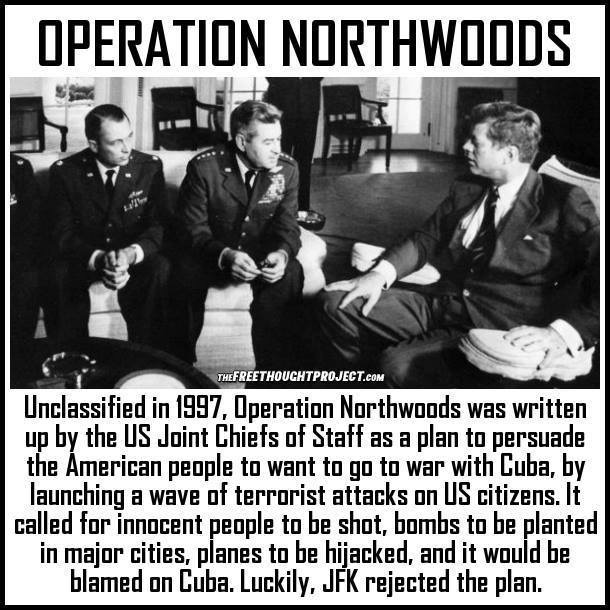 OPERATION NORTHWOODS
THEFREETHOUGHTPROJECT.COM
Unclassified in 1997, Operation Northwoods was written
up by the US Joint Chiefs of Staff as a plan to persuade
the American people to want to go to war with Cuba, by
launching a wave of terrorist attacks on US citizens. It
called for innocent people to be shot, bombs to be planted
in major cities, planes to be hijacked, and it would be
blamed on Cuba. Luckily, JFK rejected the plan.